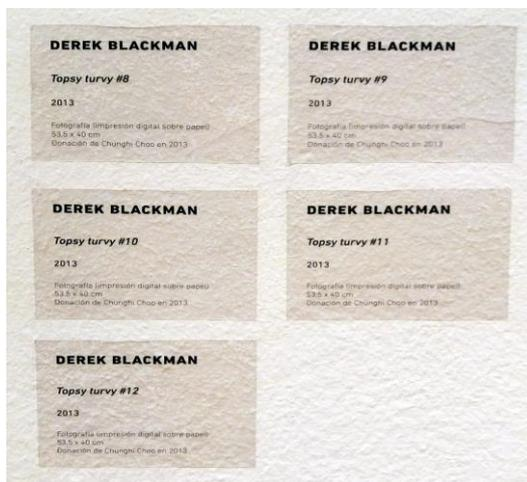 DEREK BLACKMAN
Topsy turvy #8
2013
Fotografía (impresión digital sobre papel)
53.5 x 40 cm
Donación de Chunghi Choo en 2013
DEREK BLACKMAN
Topsy turvy #9
2013
Fotografía (impresión digital sobre papel)
53.5 x 40 cm
Donación de Chunghi Choo en 2013
DEREK BLACKMAN
Topsy turvy #10
2013
Fotografía (impresión digital sobre papel)
53.5 x 40 cm
Donación de Chunghi Choo en 2013
DEREK BLACKMAN
Topsy turvy #11
2013
Fotografía (impresión digital sobre papel)
53.5 x 40 cm
Donación de Chunghi Choo en 2013
DEREK BLACKMAN
Topsy turvy #12
2013
Fotografía (impresión digital sobre papel)
53.5 x 40 cm
Donación de Chunghi Choo en 2013